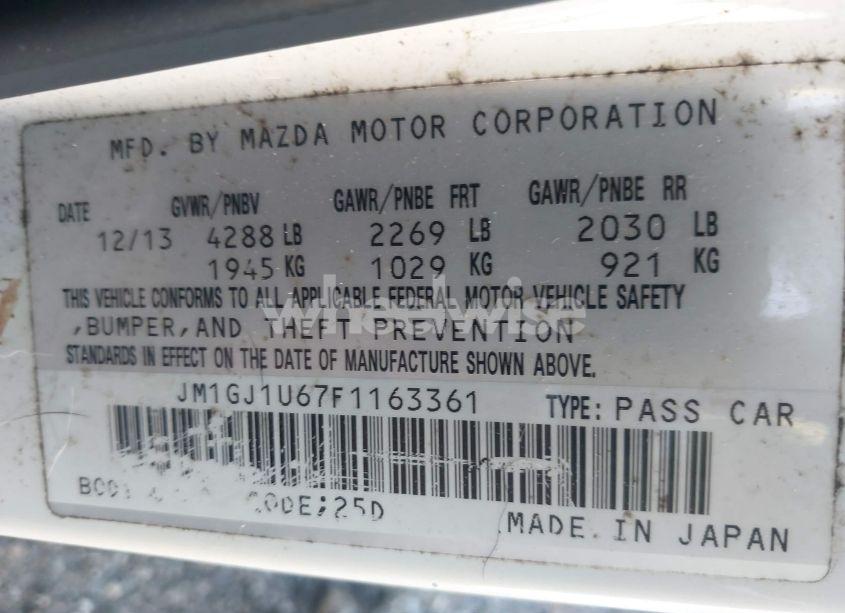 MFD. BY MAZDA MOTOR CORPORATION
DATE GVWR/PNBV GAWR/PNBE FRT GAWR/PNBE RR
12/13 4288 LB 2269 LB 2030 LB
1945 KG 1029 KG 921 KG
THIS VEHICLE CONFORMS TO ALL APPLICABLE FEDERAL MOTOR VEHICLE SAFETY
,BUMPER,AND THEFT PREVENTION
wheelwise
STANDARDS IN EFFECT ON THE DATE OF MANUFACTURE SHOWN ABOVE.
JM1GJ1U67F1163361 TYPE: PASS CAR
25D
MADE IN JAPAN